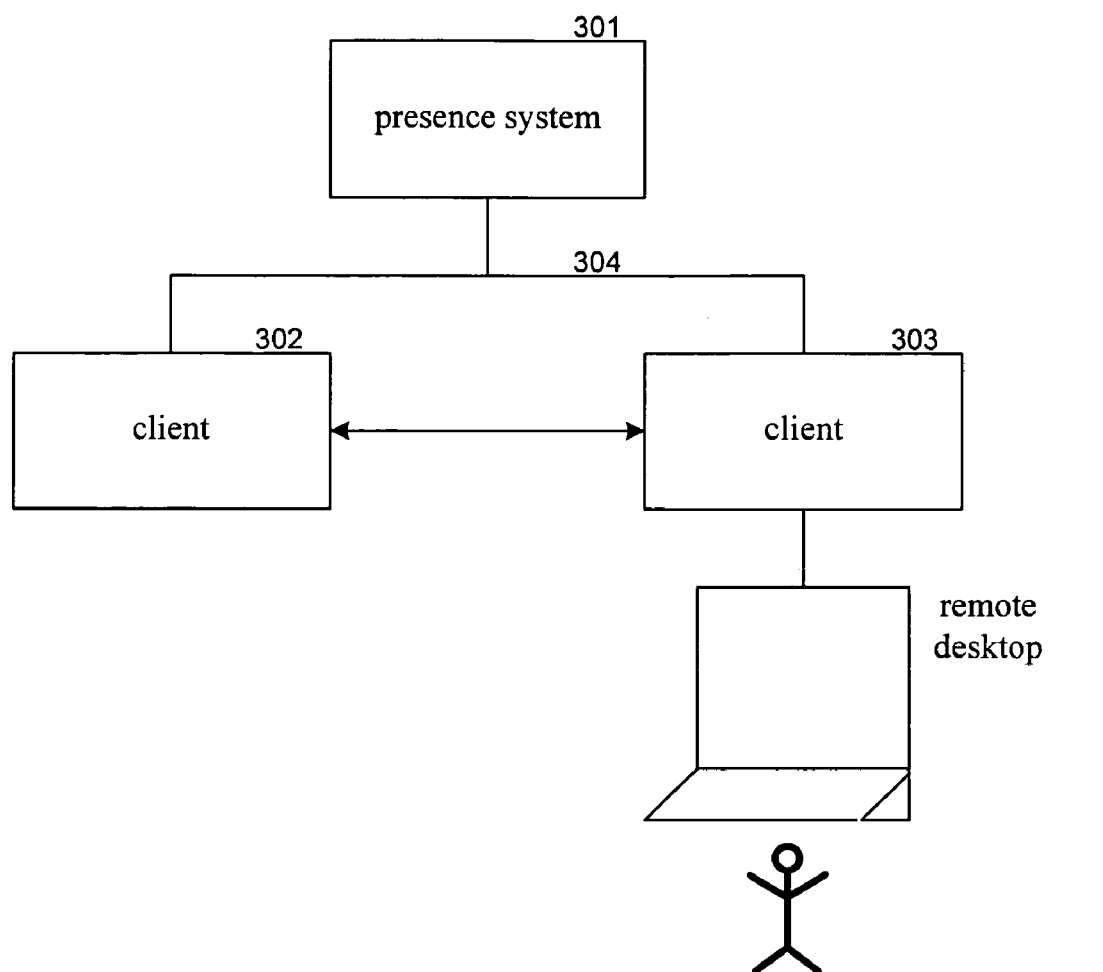 301
presence system
304
302
303
client
client
remote
desktop